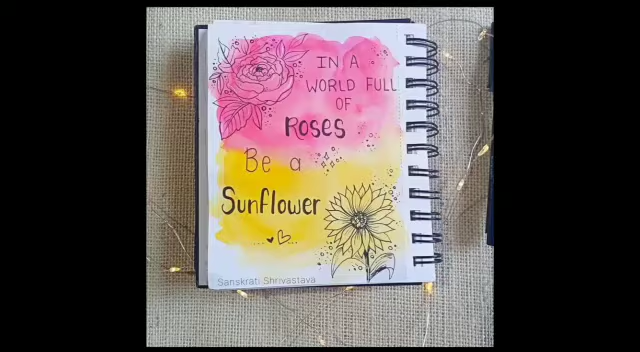 IN A
WORLD FULL
OF
Roses
Be a
Sunflower
Sanskrati Shrivastava